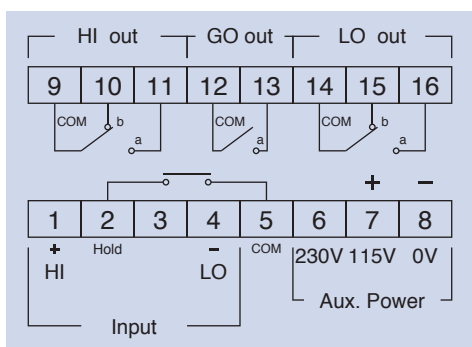 HI out GO out LO out
9 10 11 12 13 14 15 16
COM b a COM a COM b a
+ −
1 2 3 4 5 6 7 8
+ Hold − COM 230V 115V 0V
HI LO
Aux. Power
Input